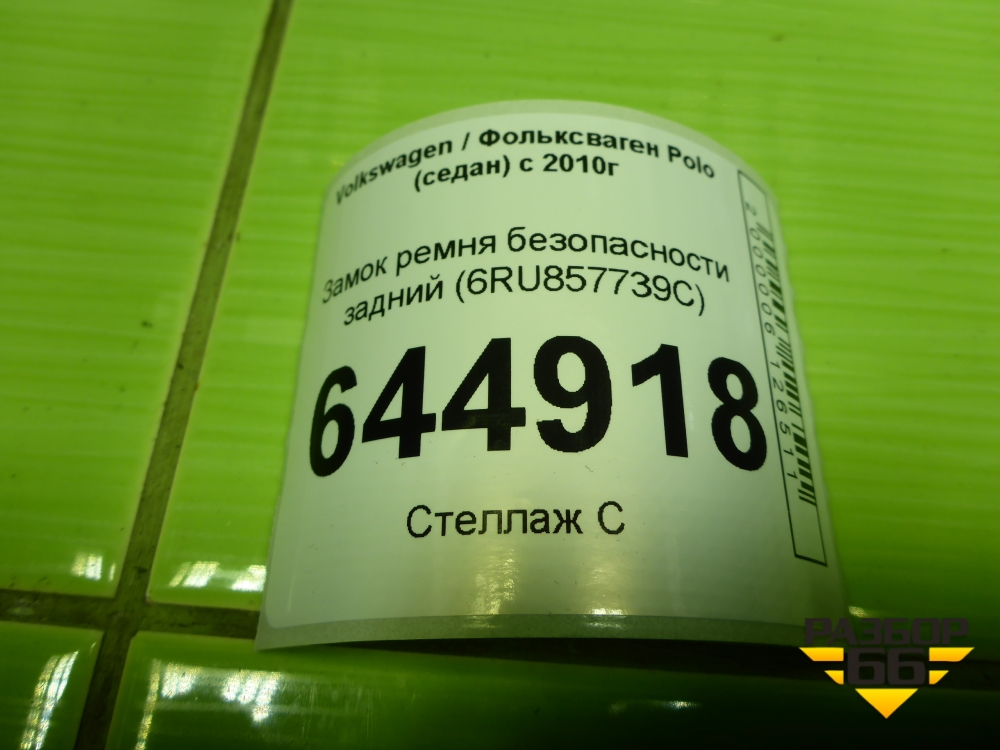 Volkswagen / Фольксваген Polo
(седан) с 2010г
Замок ремня безопасности
задний (6RU857739C)
644918
Стеллаж С
2000006126511
РАЗБОР
66